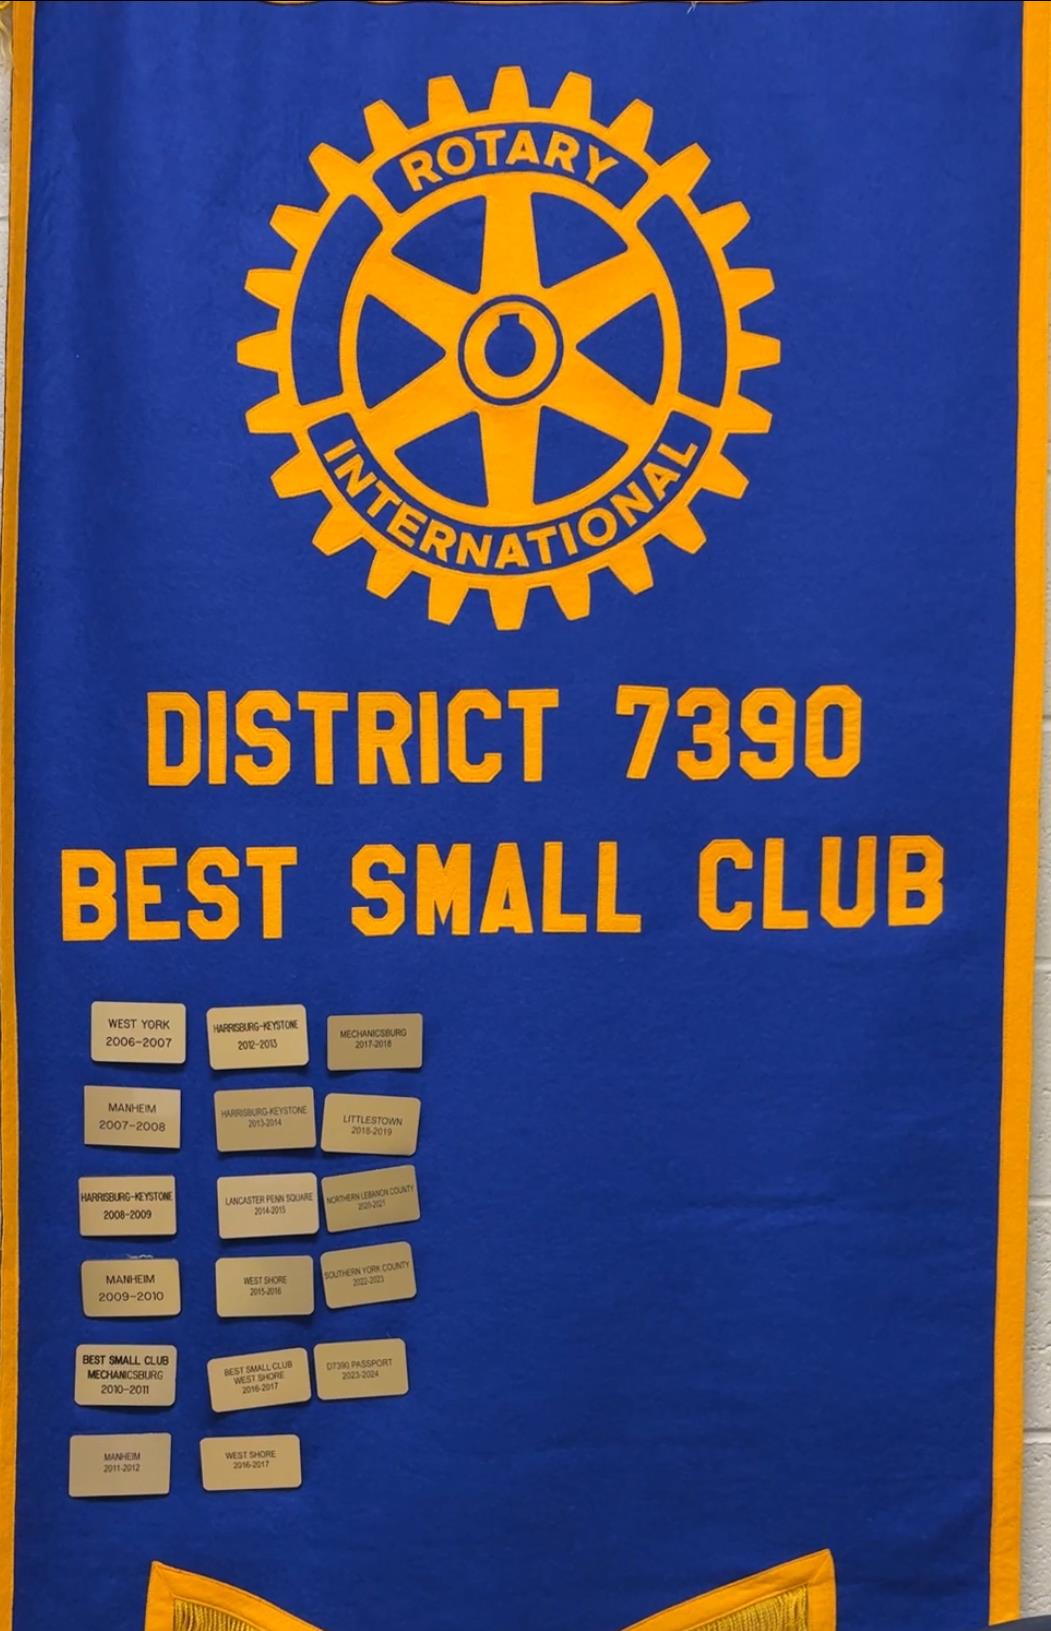 ROTARY
INTERNATIONAL
DISTRICT 7390
BEST SMALL CLUB
WEST YORK
2006-2007
MANHEIM
2007-2008
HARRISBURG-KEYSTONE
2008-2009
MANHEIM
2009-2010
BEST SMALL CLUB
MECHANICSBURG
2010-2011
MANHEIM
2011-2012
HARRISBURG-KEYSTONE
2012-2013
HARRISBURG-KEYSTONE
2013-2014
LANCASTER PENN SQUARE
2014-2015
WEST SHORE
2015-2016
BEST SMALL CLUB
WEST SHORE
2016-2017
WEST SHORE
2016-2017
MECHANICSBURG
2017-2018
LITTLESTOWN
2018-2019
NORTHERN LEBANON COUNTY
2020-2021
SOUTHERN YORK COUNTY
2022-2023
D7390 PASSPORT
2023-2024